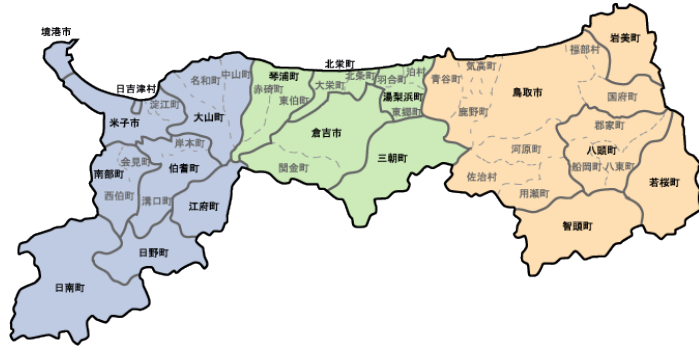 境港市
岩美町
北栄町
福部村
中山町
琴浦町
泊村
気高町
名和町
北条町
羽合町
青谷町
日吉津村
赤碕町
大栄町
鳥取市
国府町
淀江町
東伯町
湯梨浜町
鹿野町
米子市
大山町
東郷町
郡家町
倉吉市
岸本町
河原町
八頭町
会見町
三朝町
南部町
伯耆町
関金町
佐治村
船岡町
八東町
若桜町
西伯町
溝口町
江府町
用瀬町
智頭町
日野町
日南町